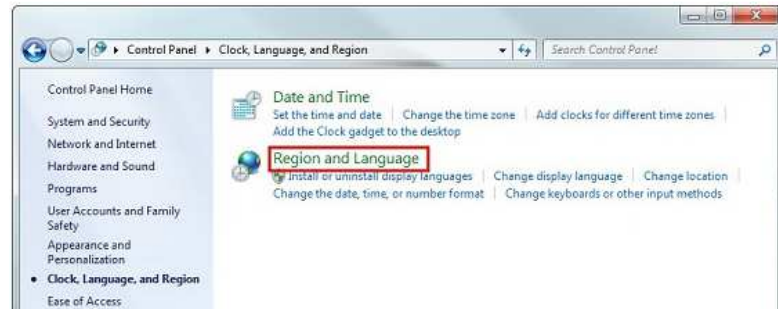 Control Panel ▸ Clock, Language, and Region
Search Control Panel
Control Panel Home
System and Security
Network and Internet
Hardware and Sound
Programs
User Accounts and Family
Safety
Appearance and
Personalization
Clock, Language, and Region
Ease of Access
Date and Time
Set the time and date | Change the time zone | Add clocks for different time zones
Add the Clock gadget to the desktop
Region and Language
Install or uninstall display languages | Change display language | Change location
Change the date, time, or number format | Change keyboards or other input methods